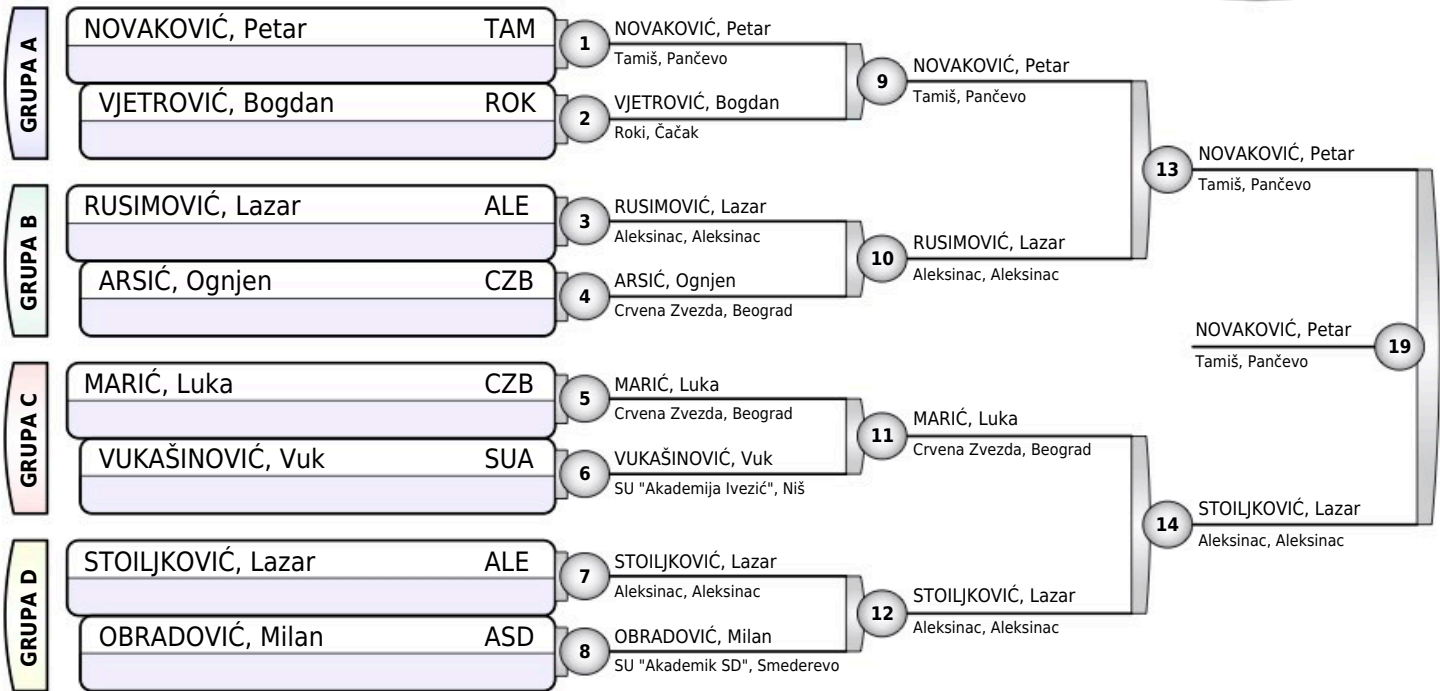 GRUPA A
NOVAKOVIĆ, Petar TAM
VJETROVIĆ, Bogdan ROK
GRUPA B
RUSIMOVIĆ, Lazar ALE
ARSIĆ, Ognjen CZB
GRUPA C
MARIĆ, Luka CZB
VUKAŠINOVIĆ, Vuk SUA
GRUPA D
STOILJKOVIĆ, Lazar ALE
OBRADOVIĆ, Milan ASD
1 NOVAKOVIĆ, Petar
Tamiš, Pančevo
2 VJETROVIĆ, Bogdan
Roki, Čačak
3 RUSIMOVIĆ, Lazar
Aleksinac, Aleksinac
4 ARSIĆ, Ognjen
Crvena Zvezda, Beograd
5 MARIĆ, Luka
Crvena Zvezda, Beograd
6 VUKAŠINOVIĆ, Vuk
SU "Akademija Ivezić", Niš
7 STOILJKOVIĆ, Lazar
Aleksinac, Aleksinac
8 OBRADOVIĆ, Milan
SU "Akademik SD", Smederevo
9 NOVAKOVIĆ, Petar
Tamiš, Pančevo
10 RUSIMOVIĆ, Lazar
Aleksinac, Aleksinac
11 MARIĆ, Luka
Crvena Zvezda, Beograd
12 STOILJKOVIĆ, Lazar
Aleksinac, Aleksinac
13 NOVAKOVIĆ, Petar
Tamiš, Pančevo
14 STOILJKOVIĆ, Lazar
Aleksinac, Aleksinac
NOVAKOVIĆ, Petar 19
Tamiš, Pančevo